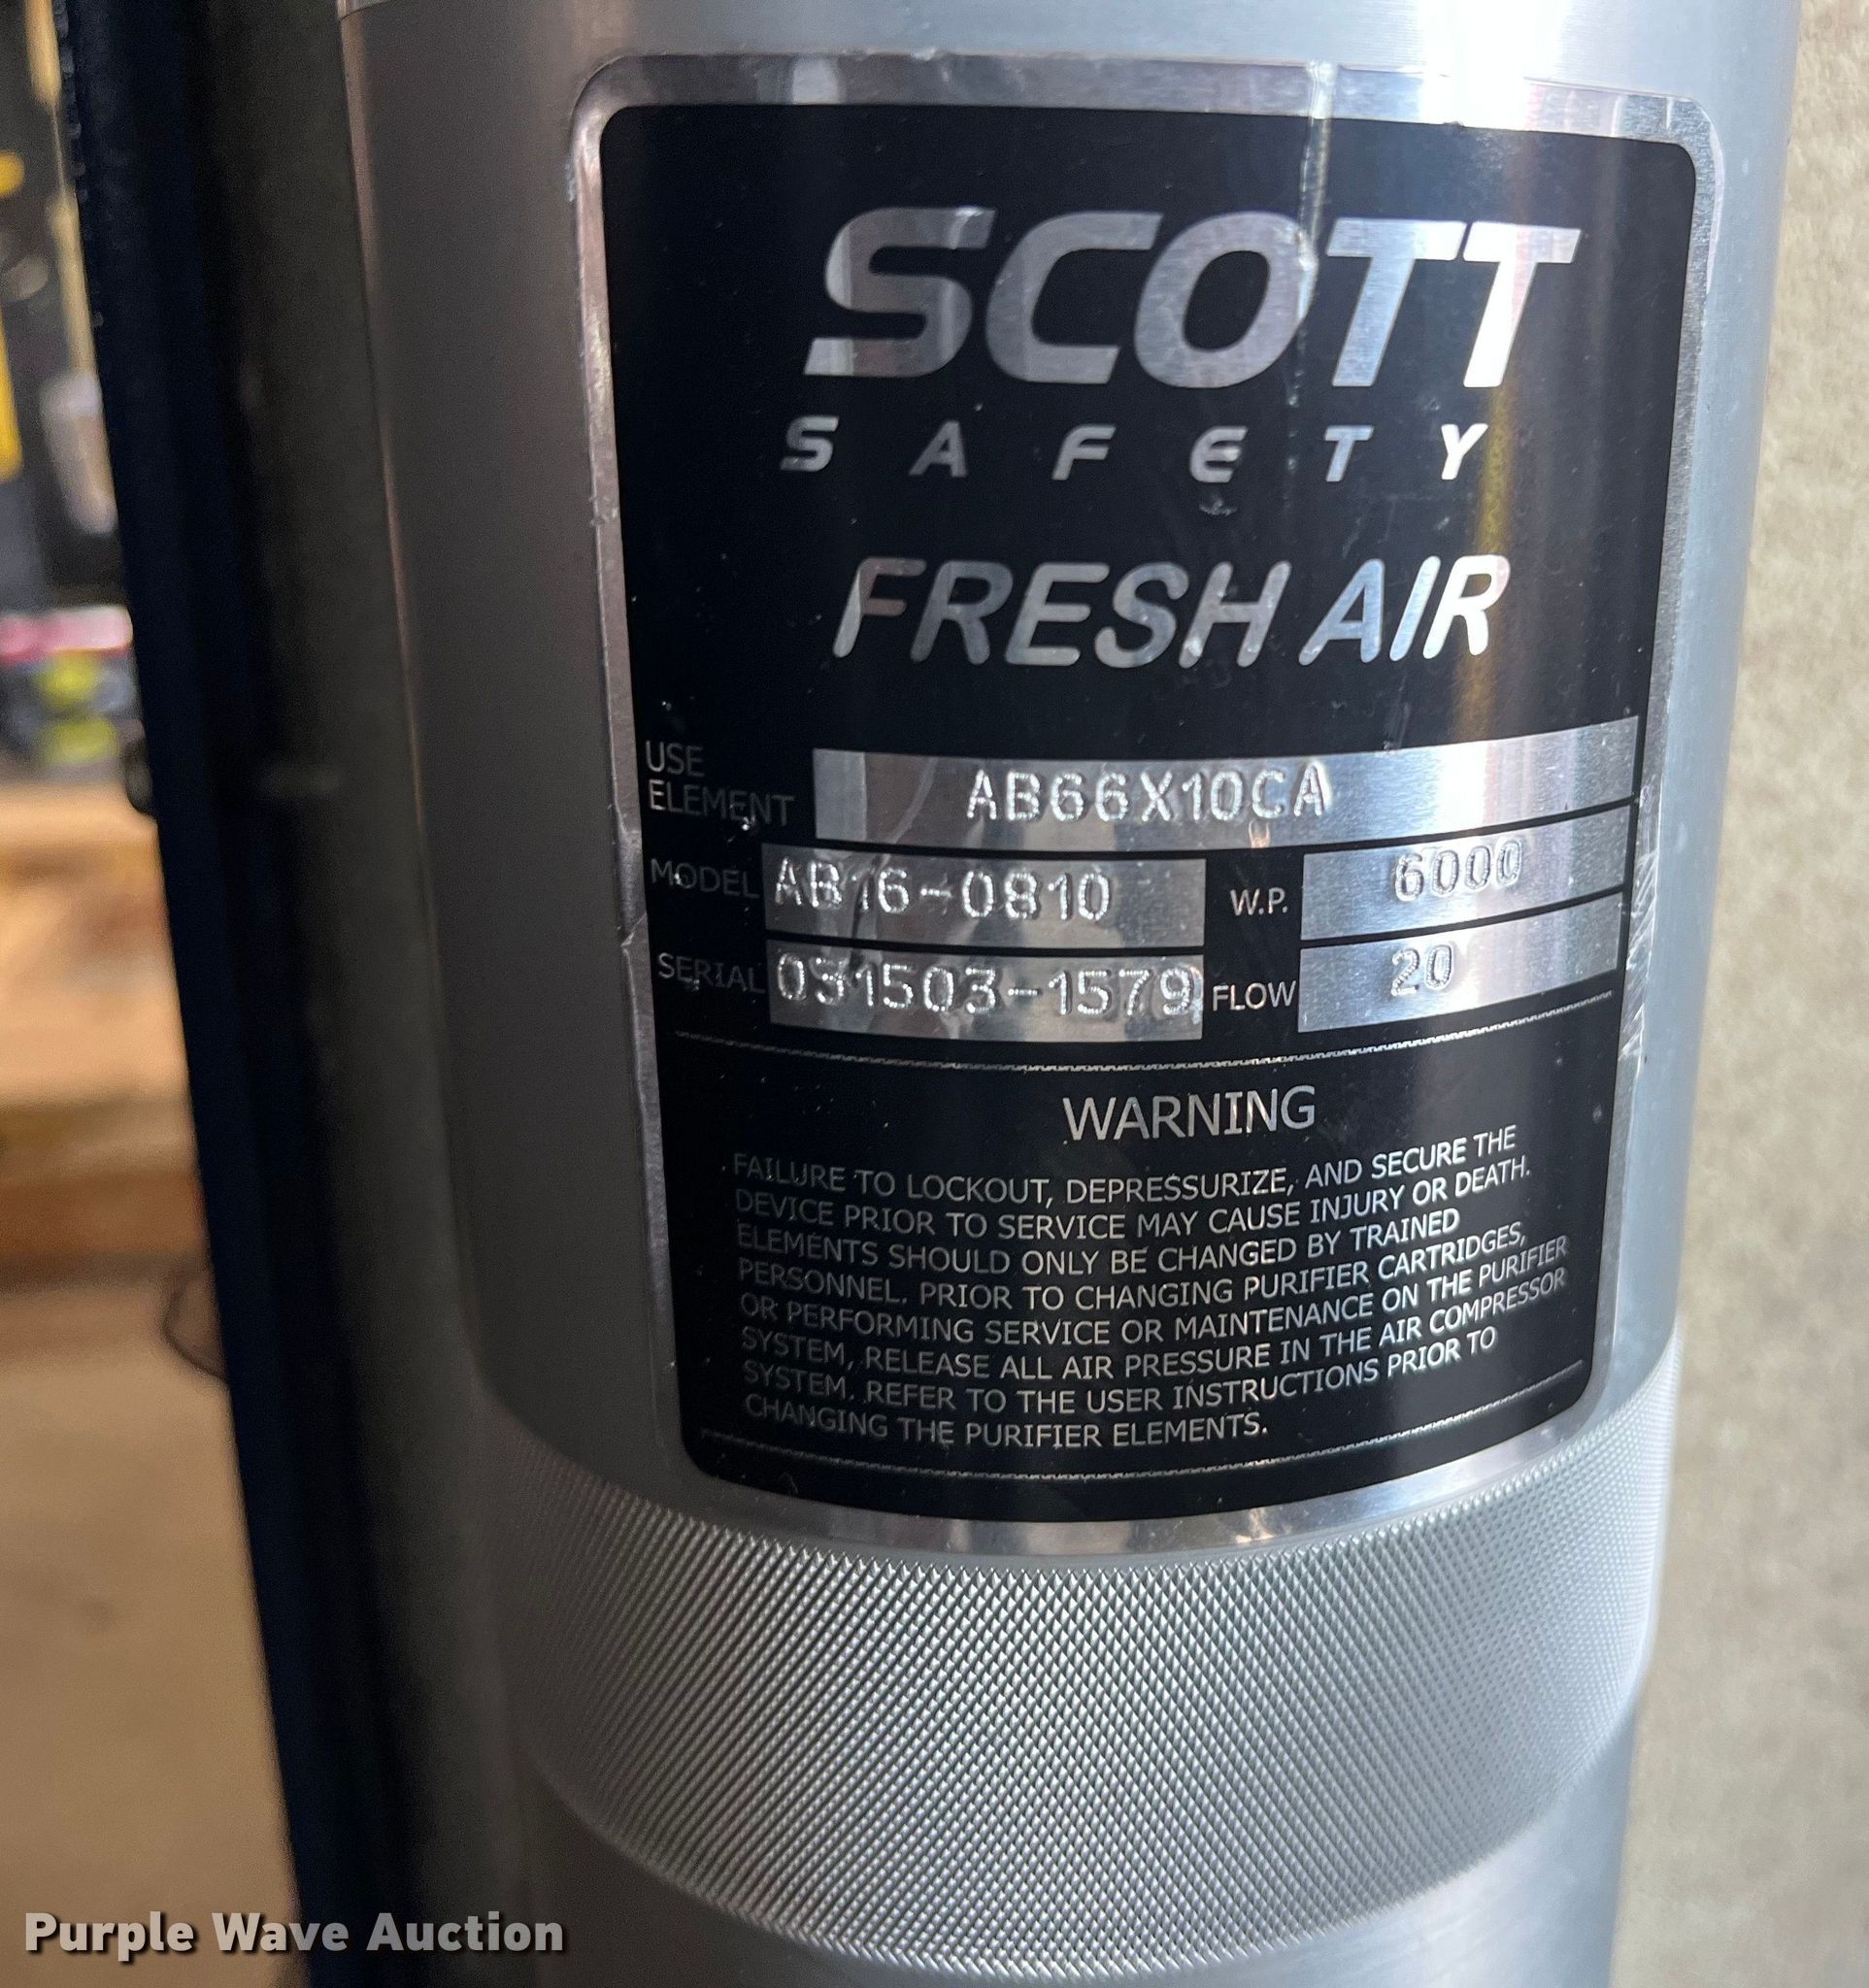 SCOTT
SAFETY
FRESH AIR
USE ELEMENT AB66X10CA
MODEL AB16-0810 W.P. 6000
SERIAL 031503-1579 FLOW 20
WARNING
FAILURE TO LOCKOUT, DEPRESSURIZE, AND SECURE THE
DEVICE PRIOR TO SERVICE MAY CAUSE INJURY OR DEATH.
ELEMENTS SHOULD ONLY BE CHANGED BY TRAINED
PERSONNEL. PRIOR TO CHANGING PURIFIER CARTRIDGES,
OR PERFORMING SERVICE OR MAINTENANCE ON THE PURIFIER
SYSTEM, RELEASE ALL AIR PRESSURE IN THE AIR COMPRESSOR
SYSTEM. REFER TO THE USER INSTRUCTIONS PRIOR TO
CHANGING THE PURIFIER ELEMENTS.
Purple Wave Auction